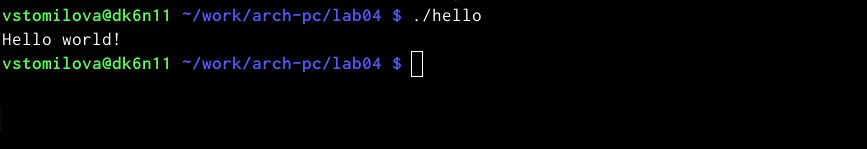 vstomilova@dk6n11 ~/work/arch-pc/lab04 $ ./hello
Hello world!
vstomilova@dk6n11 ~/work/arch-pc/lab04 $